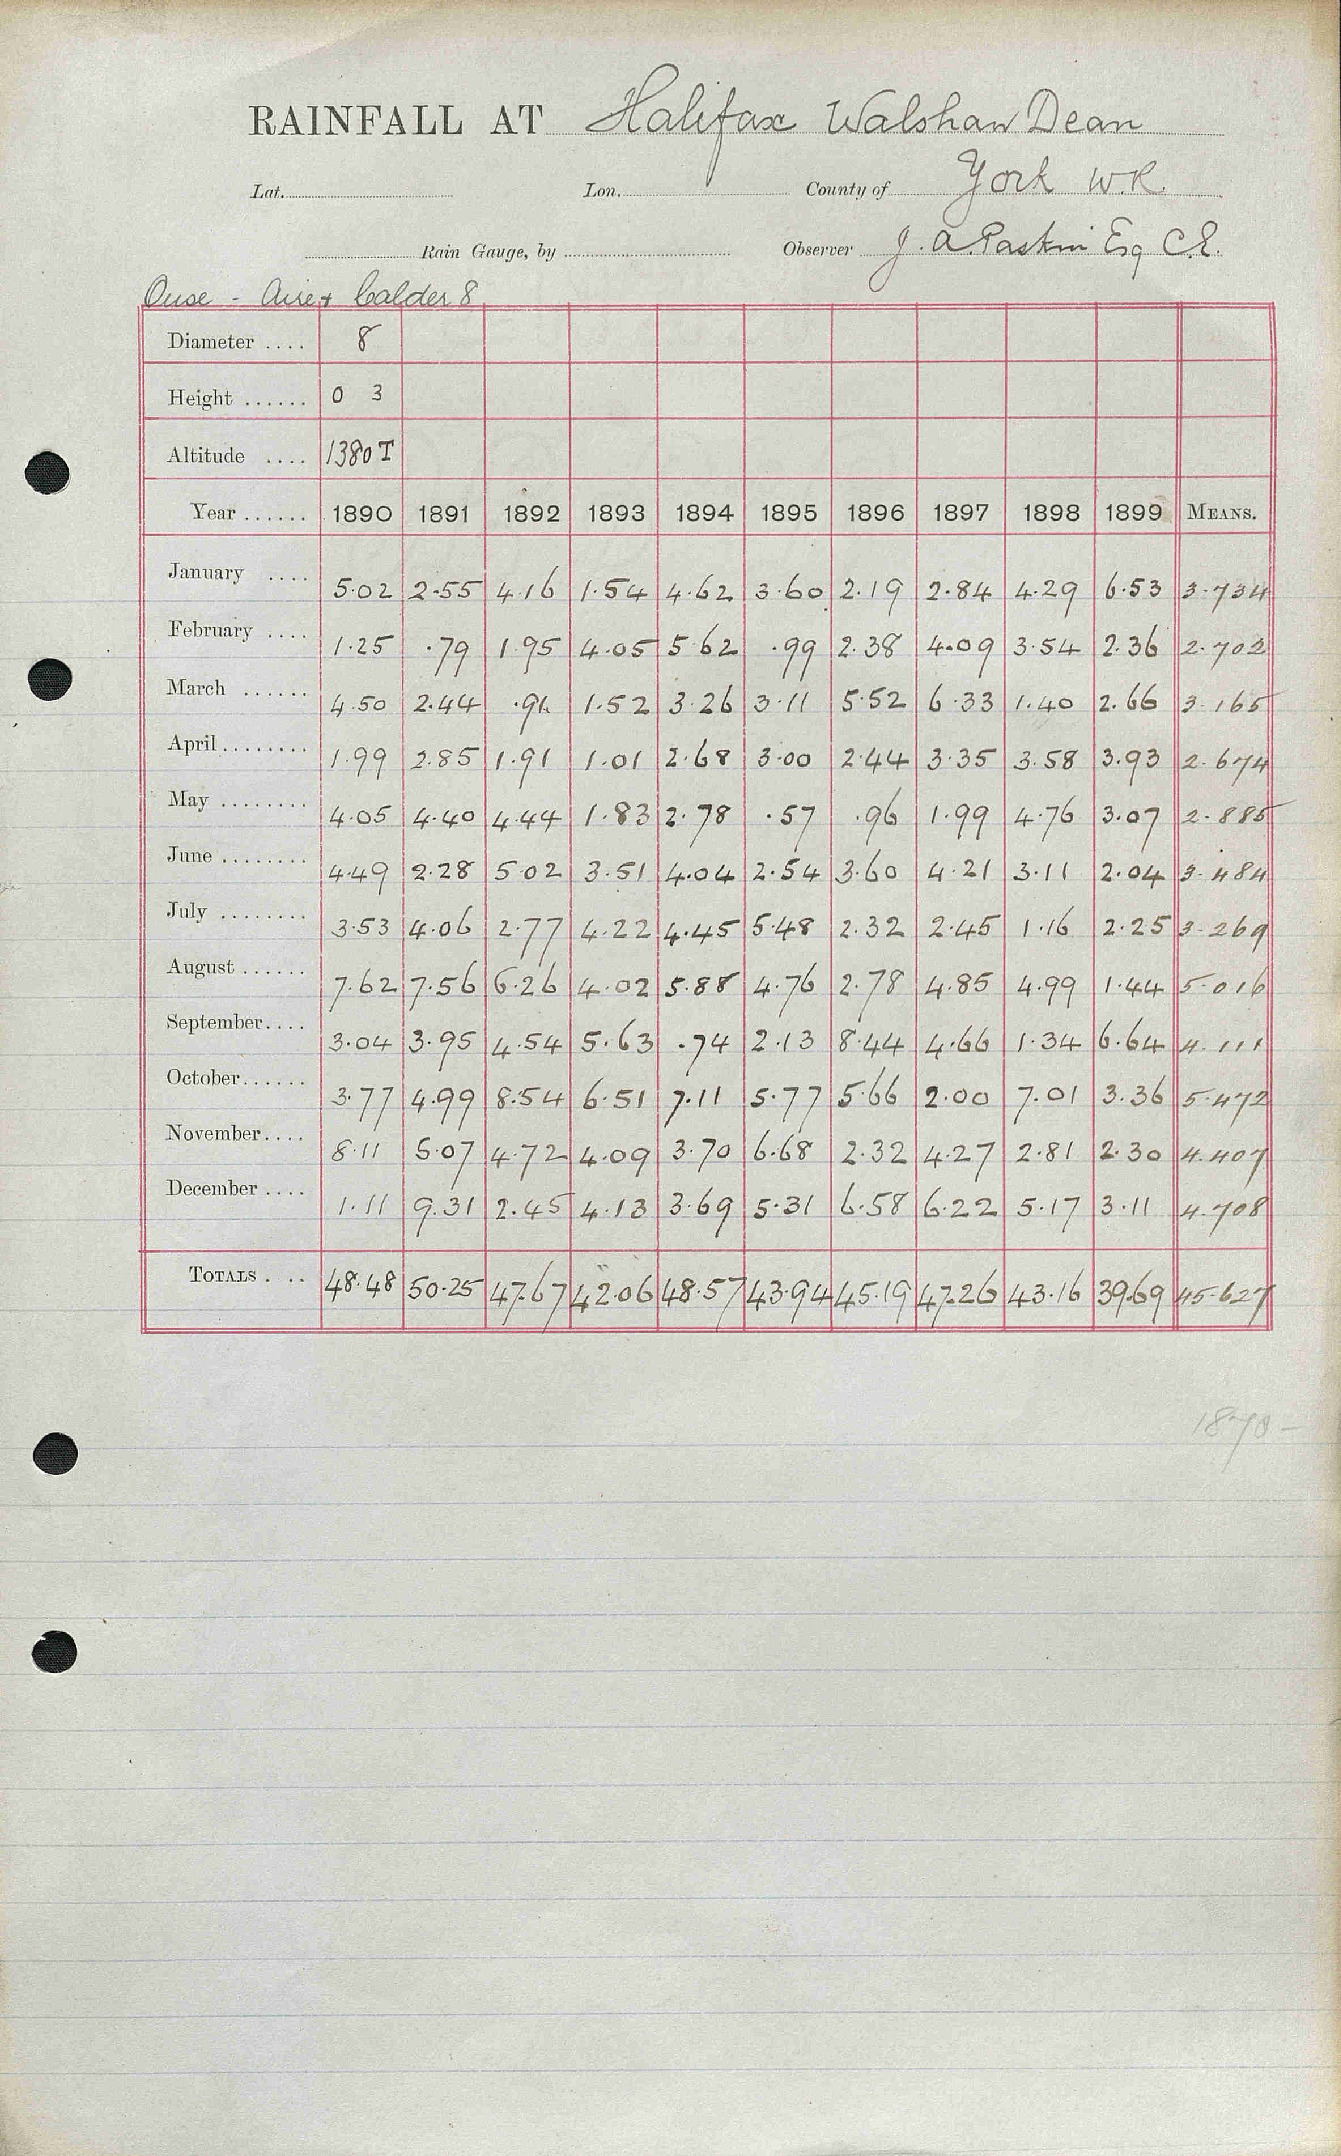 RAINFALL AT Halifax Walshaw Dean
Lat. Lon. County of York W.R.
Rain Gauge, by Observer J. A. Paskin Esq C.E.
Ouse - Aire & Calder 8
Diameter .... 8
Height ...... 0 3
Altitude .... 1380 T
Year ...... 1890 1891 1892 1893 1894 1895 1896 1897 1898 1899 MEANS.
January .... 5.02 2.55 4.16 1.54 4.62 3.60 2.19 2.84 4.29 6.53 3.734
February .... 1.25 .79 1.95 4.05 5.62 .99 2.38 4.09 3.54 2.36 2.702
March ...... 4.50 2.44 .91 1.52 3.26 3.11 5.52 6.33 1.40 2.66 3.165
April ........ 1.99 2.85 1.91 1.01 2.68 3.00 2.44 3.35 3.58 3.93 2.674
May ........ 4.05 4.40 4.44 1.83 2.78 .57 .96 1.99 4.76 3.07 2.885
June ........ 4.49 2.28 5.02 3.51 4.04 2.54 3.60 4.21 3.11 2.04 3.484
July ........ 3.53 4.06 2.77 4.22 4.45 5.48 2.32 2.45 1.16 2.25 3.269
August ...... 7.62 7.56 6.26 4.02 5.88 4.76 2.78 4.85 4.99 1.44 5.016
September .... 3.04 3.95 4.54 5.63 .74 2.13 8.44 4.66 1.34 6.64 4.111
October ...... 3.77 4.99 8.54 6.51 7.11 5.77 5.66 2.00 7.01 3.36 5.472
November .... 8.11 5.07 4.72 4.09 3.70 6.68 2.32 4.27 2.81 2.30 4.407
December .... 1.11 9.31 2.45 4.13 3.69 5.31 6.58 6.22 5.17 3.11 4.708
TOTALS . .. 48.48 50.25 47.67 42.06 48.57 43.94 45.19 47.26 43.16 39.69 45.627
1870-